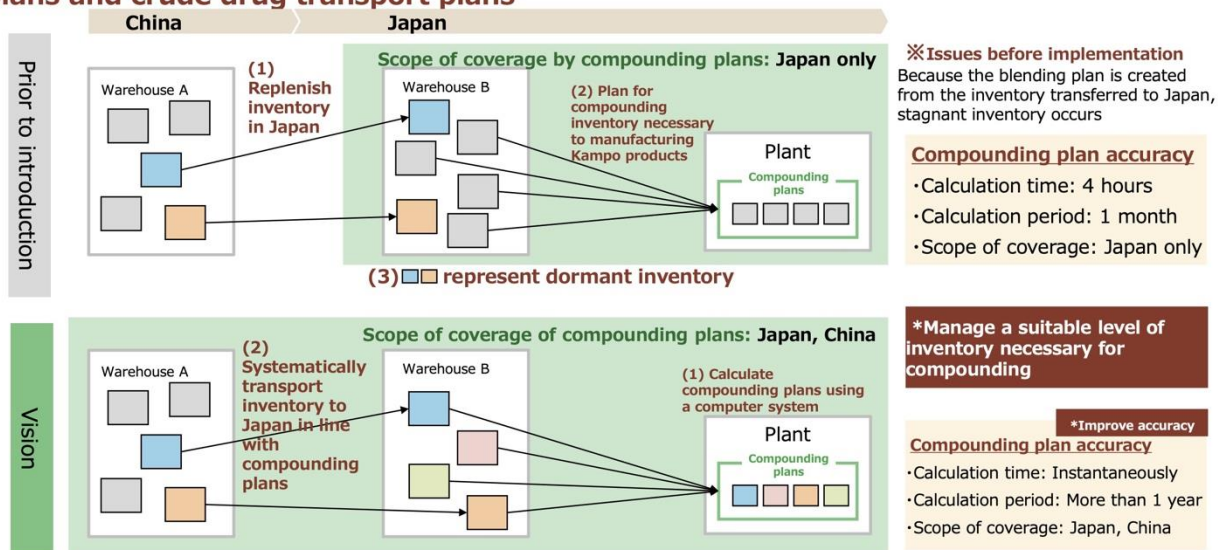 plans and crude drug transport plans
China
Japan
Prior to introduction
Warehouse A
(1)
Replenish
inventory
in Japan
Scope of coverage by compounding plans: Japan only
Warehouse B
(2) Plan for
compounding
inventory necessary
to manufacturing
Kampo products
Plant
Compounding
plans
(3) represent dormant inventory
※Issues before implementation
Because the blending plan is created
from the inventory transferred to Japan,
stagnant inventory occurs
Compounding plan accuracy
・Calculation time: 4 hours
・Calculation period: 1 month
・Scope of coverage: Japan only
Vision
Scope of coverage of compounding plans: Japan, China
Warehouse A
(2)
Systematically
transport
inventory to
Japan in line
with
compounding
plans
Warehouse B
(1) Calculate
compounding plans using
a computer system
Plant
Compounding
plans
*Manage a suitable level of
inventory necessary for
compounding
*Improve accuracy
Compounding plan accuracy
・Calculation time: Instantaneously
・Calculation period: More than 1 year
・Scope of coverage: Japan, China